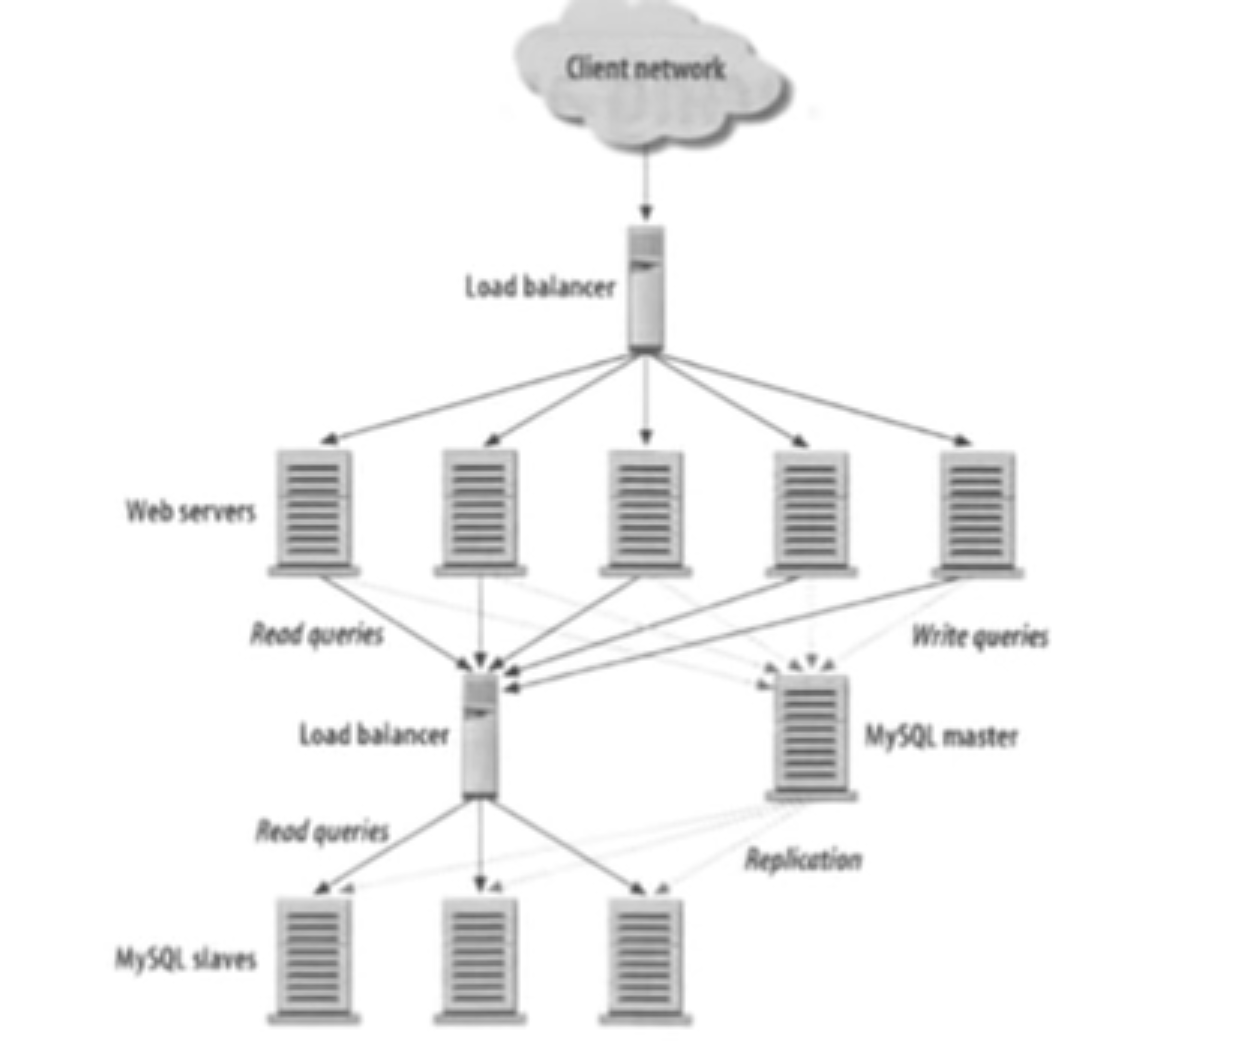 Client network
Load balancer
Web servers
Read queries
Write queries
Load balancer
MySQL master
Read queries
Replication
MySQL slaves